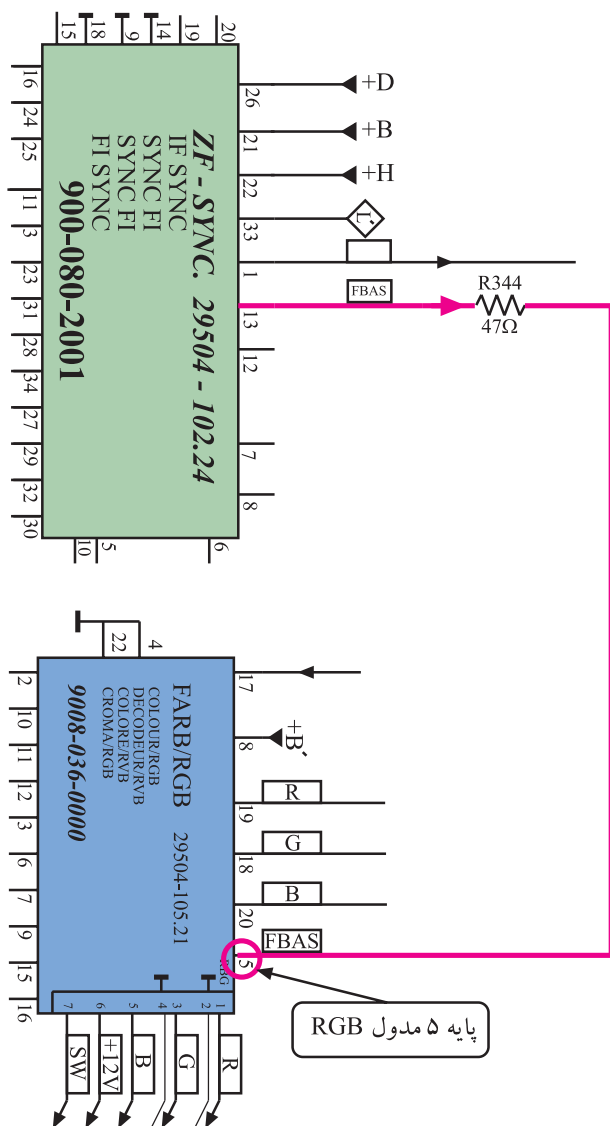 15
18
9
14
19
20
16
24
25
11
3
23
31
28
34
27
29
32
30
10
5
6
26
21
22
33
1
13
12
7
8
+D
+B
+H
L'
FBAS
R344
47Ω
ZF - SYNC. 29504 - 102.24
IF SYNC
SYNC FI
SYNC FI
FI SYNC
900-080-2001
22
4
2
10
11
12
3
6
7
9
15
16
17
8
19
18
20
5
+B'
R
G
B
FBAS
FARB/RGB 29504-105.21
COLOUR/RGB
DECODEUR/RVB
COLORE/RVB
CROMA/RGB
9008-036-0000
RBG
7
6
5
4
3
2
1
SW
+12V
B
G
R
پایه ۵ مدول RGB